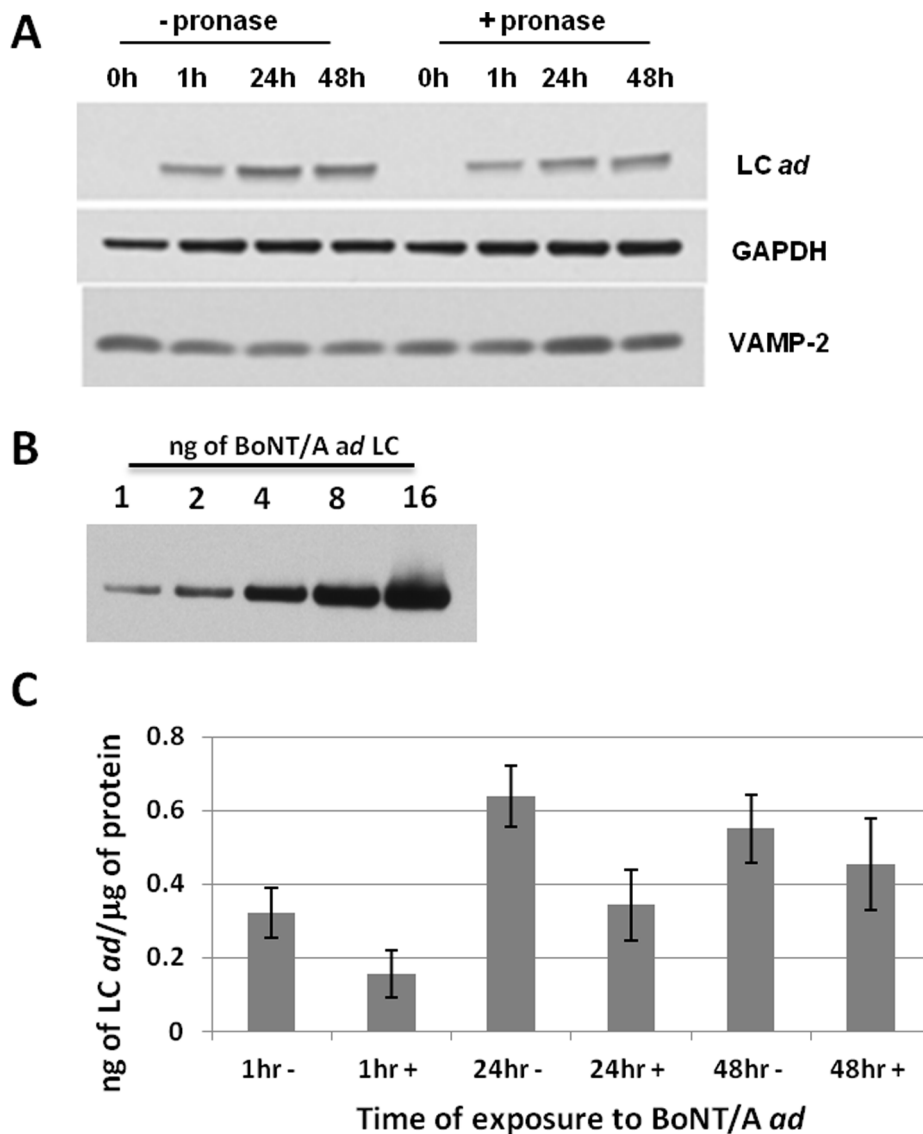 A
- pronase + pronase
0h 1h 24h 48h 0h 1h 24h 48h
LC ad
GAPDH
VAMP-2
B
ng of BoNT/A ad LC
1 2 4 8 16
C
ng of LC ad/µg of protein
0.8
0.6
0.4
0.2
0
1hr - 1hr + 24hr - 24hr + 48hr - 48hr +
Time of exposure to BoNT/A ad